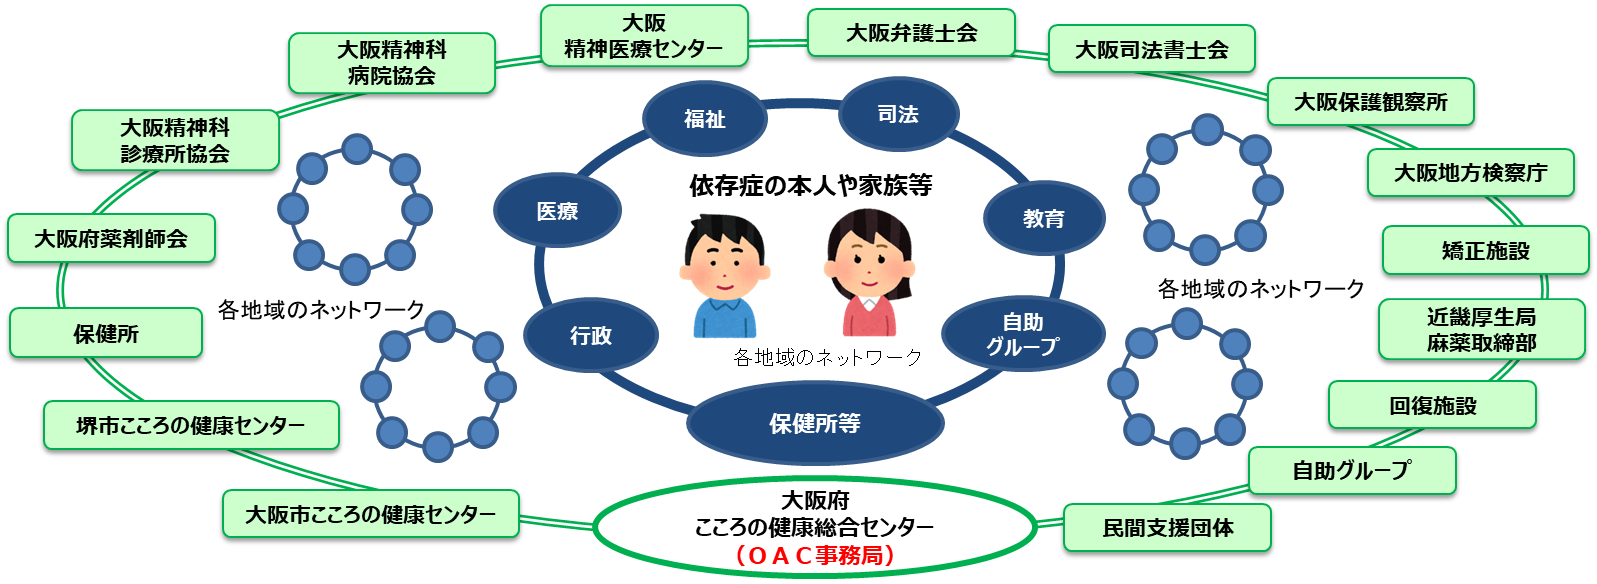 大阪
精神医療センター
大阪弁護士会
大阪司法書士会
大阪精神科
病院協会
大阪保護観察所
大阪精神科
診療所協会
大阪地方検察庁
大阪府薬剤師会
矯正施設
保健所
近畿厚生局
麻薬取締部
堺市こころの健康センター
回復施設
大阪市こころの健康センター
自助グループ
民間支援団体
大阪府
こころの健康総合センター
（ＯＡＣ事務局）
福祉
司法
医療
教育
行政
自助
グループ
保健所等
依存症の本人や家族等
各地域のネットワーク
各地域のネットワーク
各地域のネットワーク